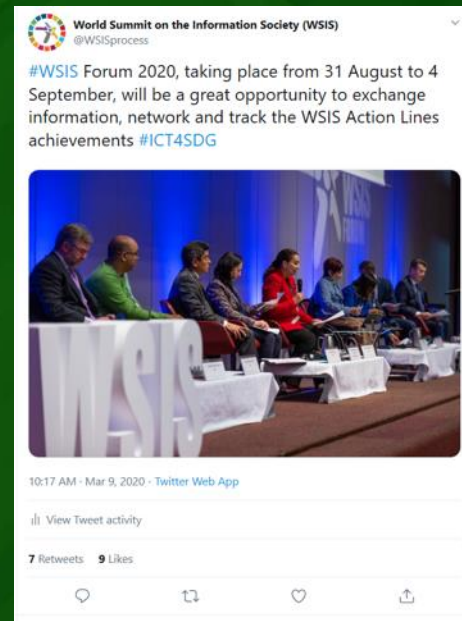 World Summit on the Information Society (WSIS)
@WSISprocess
#WSIS Forum 2020, taking place from 31 August to 4
September, will be a great opportunity to exchange
information, network and track the WSIS Action Lines
achievements #ICT4SDG
WSIS
FORUM
WSIS
10:17 AM · Mar 9, 2020 · Twitter Web App
View Tweet activity
7 Retweets 9 Likes